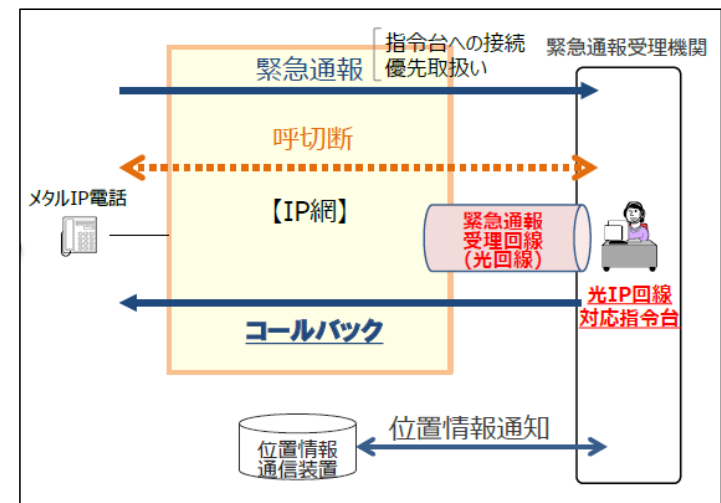 指令台への接続
緊急通報
優先取扱い
緊急通報受理機関
呼切断
メタルIP電話
【IP網】
緊急通報
受理回線
(光回線)
光IP回線
対応指令台
コールバック
位置情報通知
位置情報
通信装置